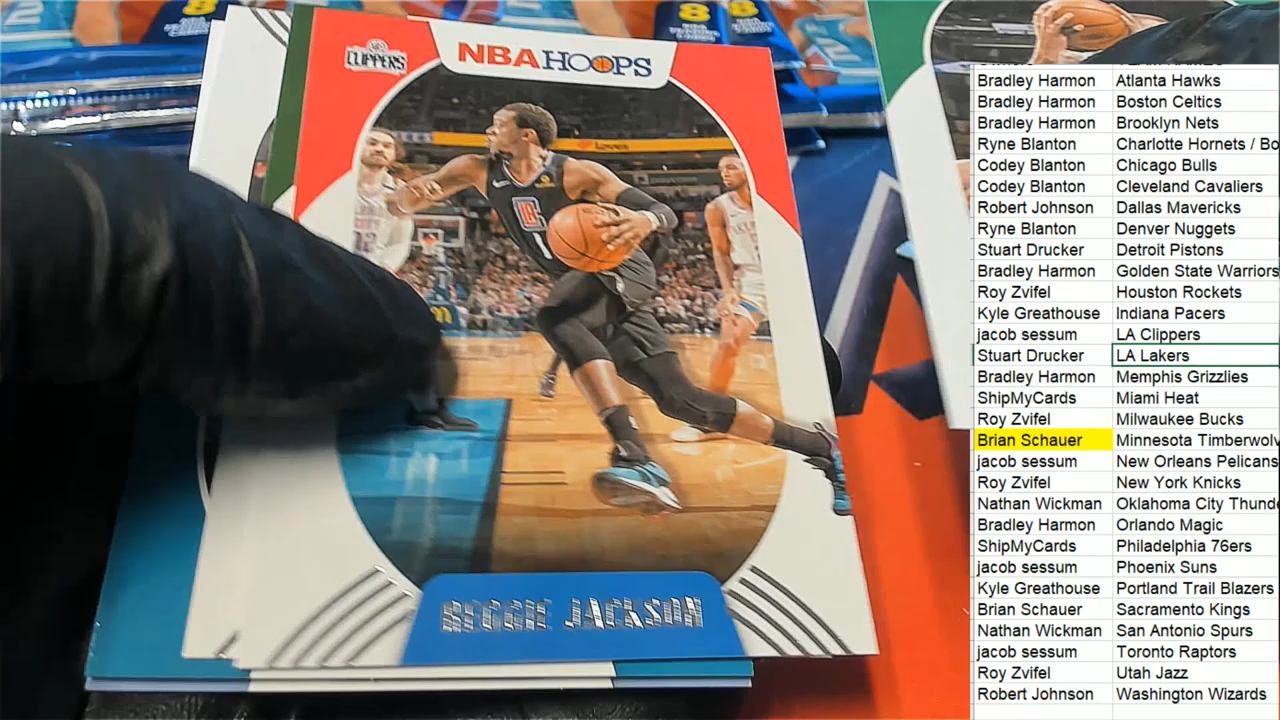 8
8
CLIPPERS
NBA HOOPS
REGGIE JACKSON
Bradley Harmon Atlanta Hawks
Bradley Harmon Boston Celtics
Bradley Harmon Brooklyn Nets
Ryne Blanton Charlotte Hornets / Bo
Codey Blanton Chicago Bulls
Codey Blanton Cleveland Cavaliers
Robert Johnson Dallas Mavericks
Ryne Blanton Denver Nuggets
Stuart Drucker Detroit Pistons
Bradley Harmon Golden State Warriors
Roy Zvifel Houston Rockets
Kyle Greathouse Indiana Pacers
jacob sessum LA Clippers
Stuart Drucker LA Lakers
Bradley Harmon Memphis Grizzlies
ShipMyCards Miami Heat
Roy Zvifel Milwaukee Bucks
Brian Schauer Minnesota Timberwolv
jacob sessum New Orleans Pelicans
Roy Zvifel New York Knicks
Nathan Wickman Oklahoma City Thunde
Bradley Harmon Orlando Magic
ShipMyCards Philadelphia 76ers
jacob sessum Phoenix Suns
Kyle Greathouse Portland Trail Blazers
Brian Schauer Sacramento Kings
Nathan Wickman San Antonio Spurs
jacob sessum Toronto Raptors
Roy Zvifel Utah Jazz
Robert Johnson Washington Wizards